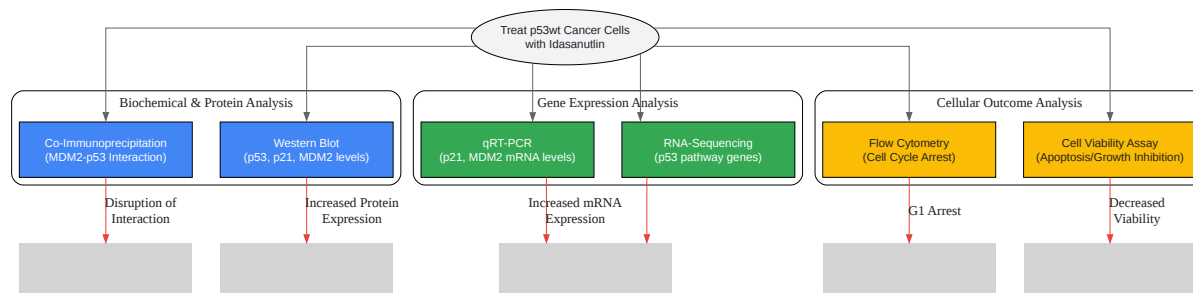 Treat p53wt Cancer Cells
with Idasanutlin
Biochemical & Protein Analysis
Gene Expression Analysis
Cellular Outcome Analysis
Co-Immunoprecipitation
(MDM2-p53 Interaction)
Western Blot
(p53, p21, MDM2 levels)
qRT-PCR
(p21, MDM2 mRNA levels)
RNA-Sequencing
(p53 pathway genes)
Flow Cytometry
(Cell Cycle Arrest)
Cell Viability Assay
(Apoptosis/Growth Inhibition)
Disruption of
Interaction
Increased Protein
Expression
Increased mRNA
Expression
G1 Arrest
Decreased
Viability